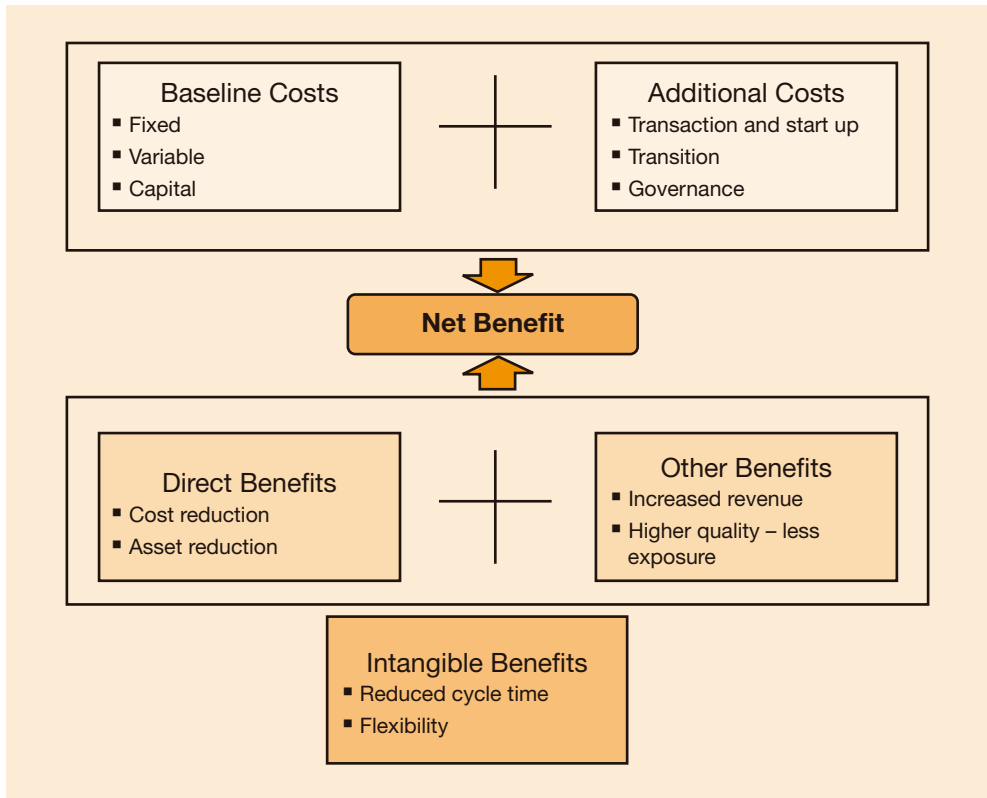 Baseline Costs
▪ Fixed
▪ Variable
▪ Capital
Additional Costs
▪ Transaction and start up
▪ Transition
▪ Governance
Net Benefit
Direct Benefits
▪ Cost reduction
▪ Asset reduction
Other Benefits
▪ Increased revenue
▪ Higher quality – less
exposure
Intangible Benefits
▪ Reduced cycle time
▪ Flexibility